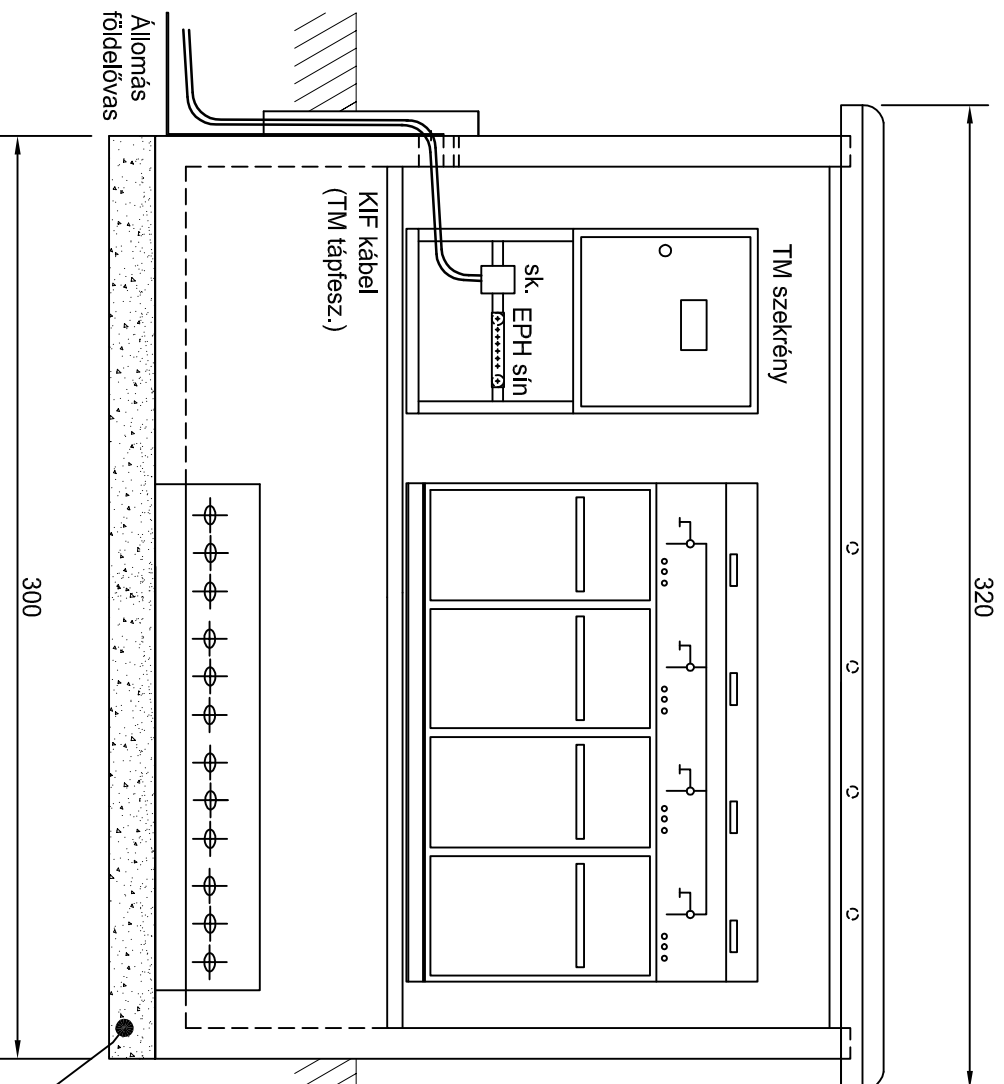 320
TM szekrény
sk. EPH sín
KIF kábel
(TM tápfesz.)
Állomás
földelővas
300